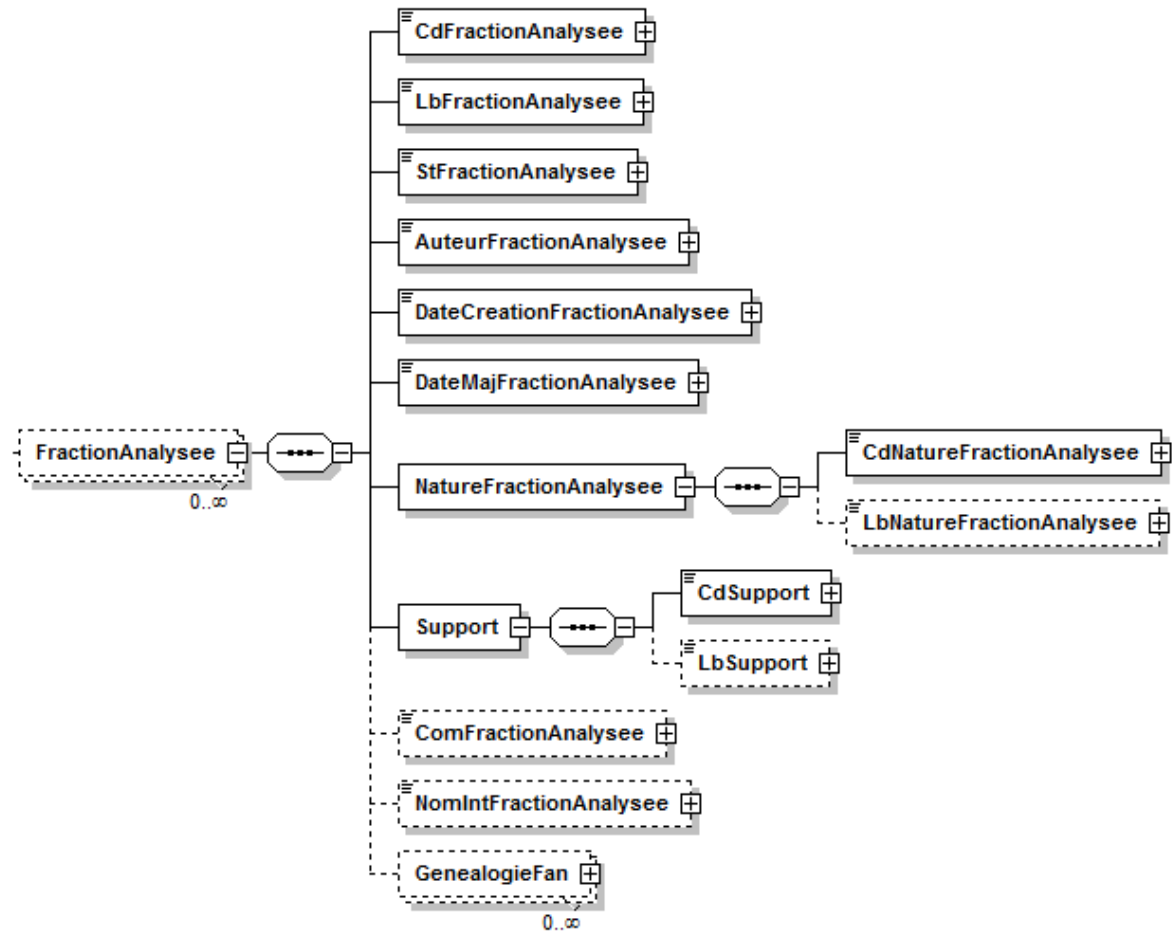 CdFractionAnalysee
LbFractionAnalysee
StFractionAnalysee
AuteurFractionAnalysee
DateCreationFractionAnalysee
DateMajFractionAnalysee
FractionAnalysee
0..∞
NatureFractionAnalysee
CdNatureFractionAnalysee
LbNatureFractionAnalysee
Support
CdSupport
LbSupport
ComFractionAnalysee
NomIntFractionAnalysee
GenealogieFan
0..∞